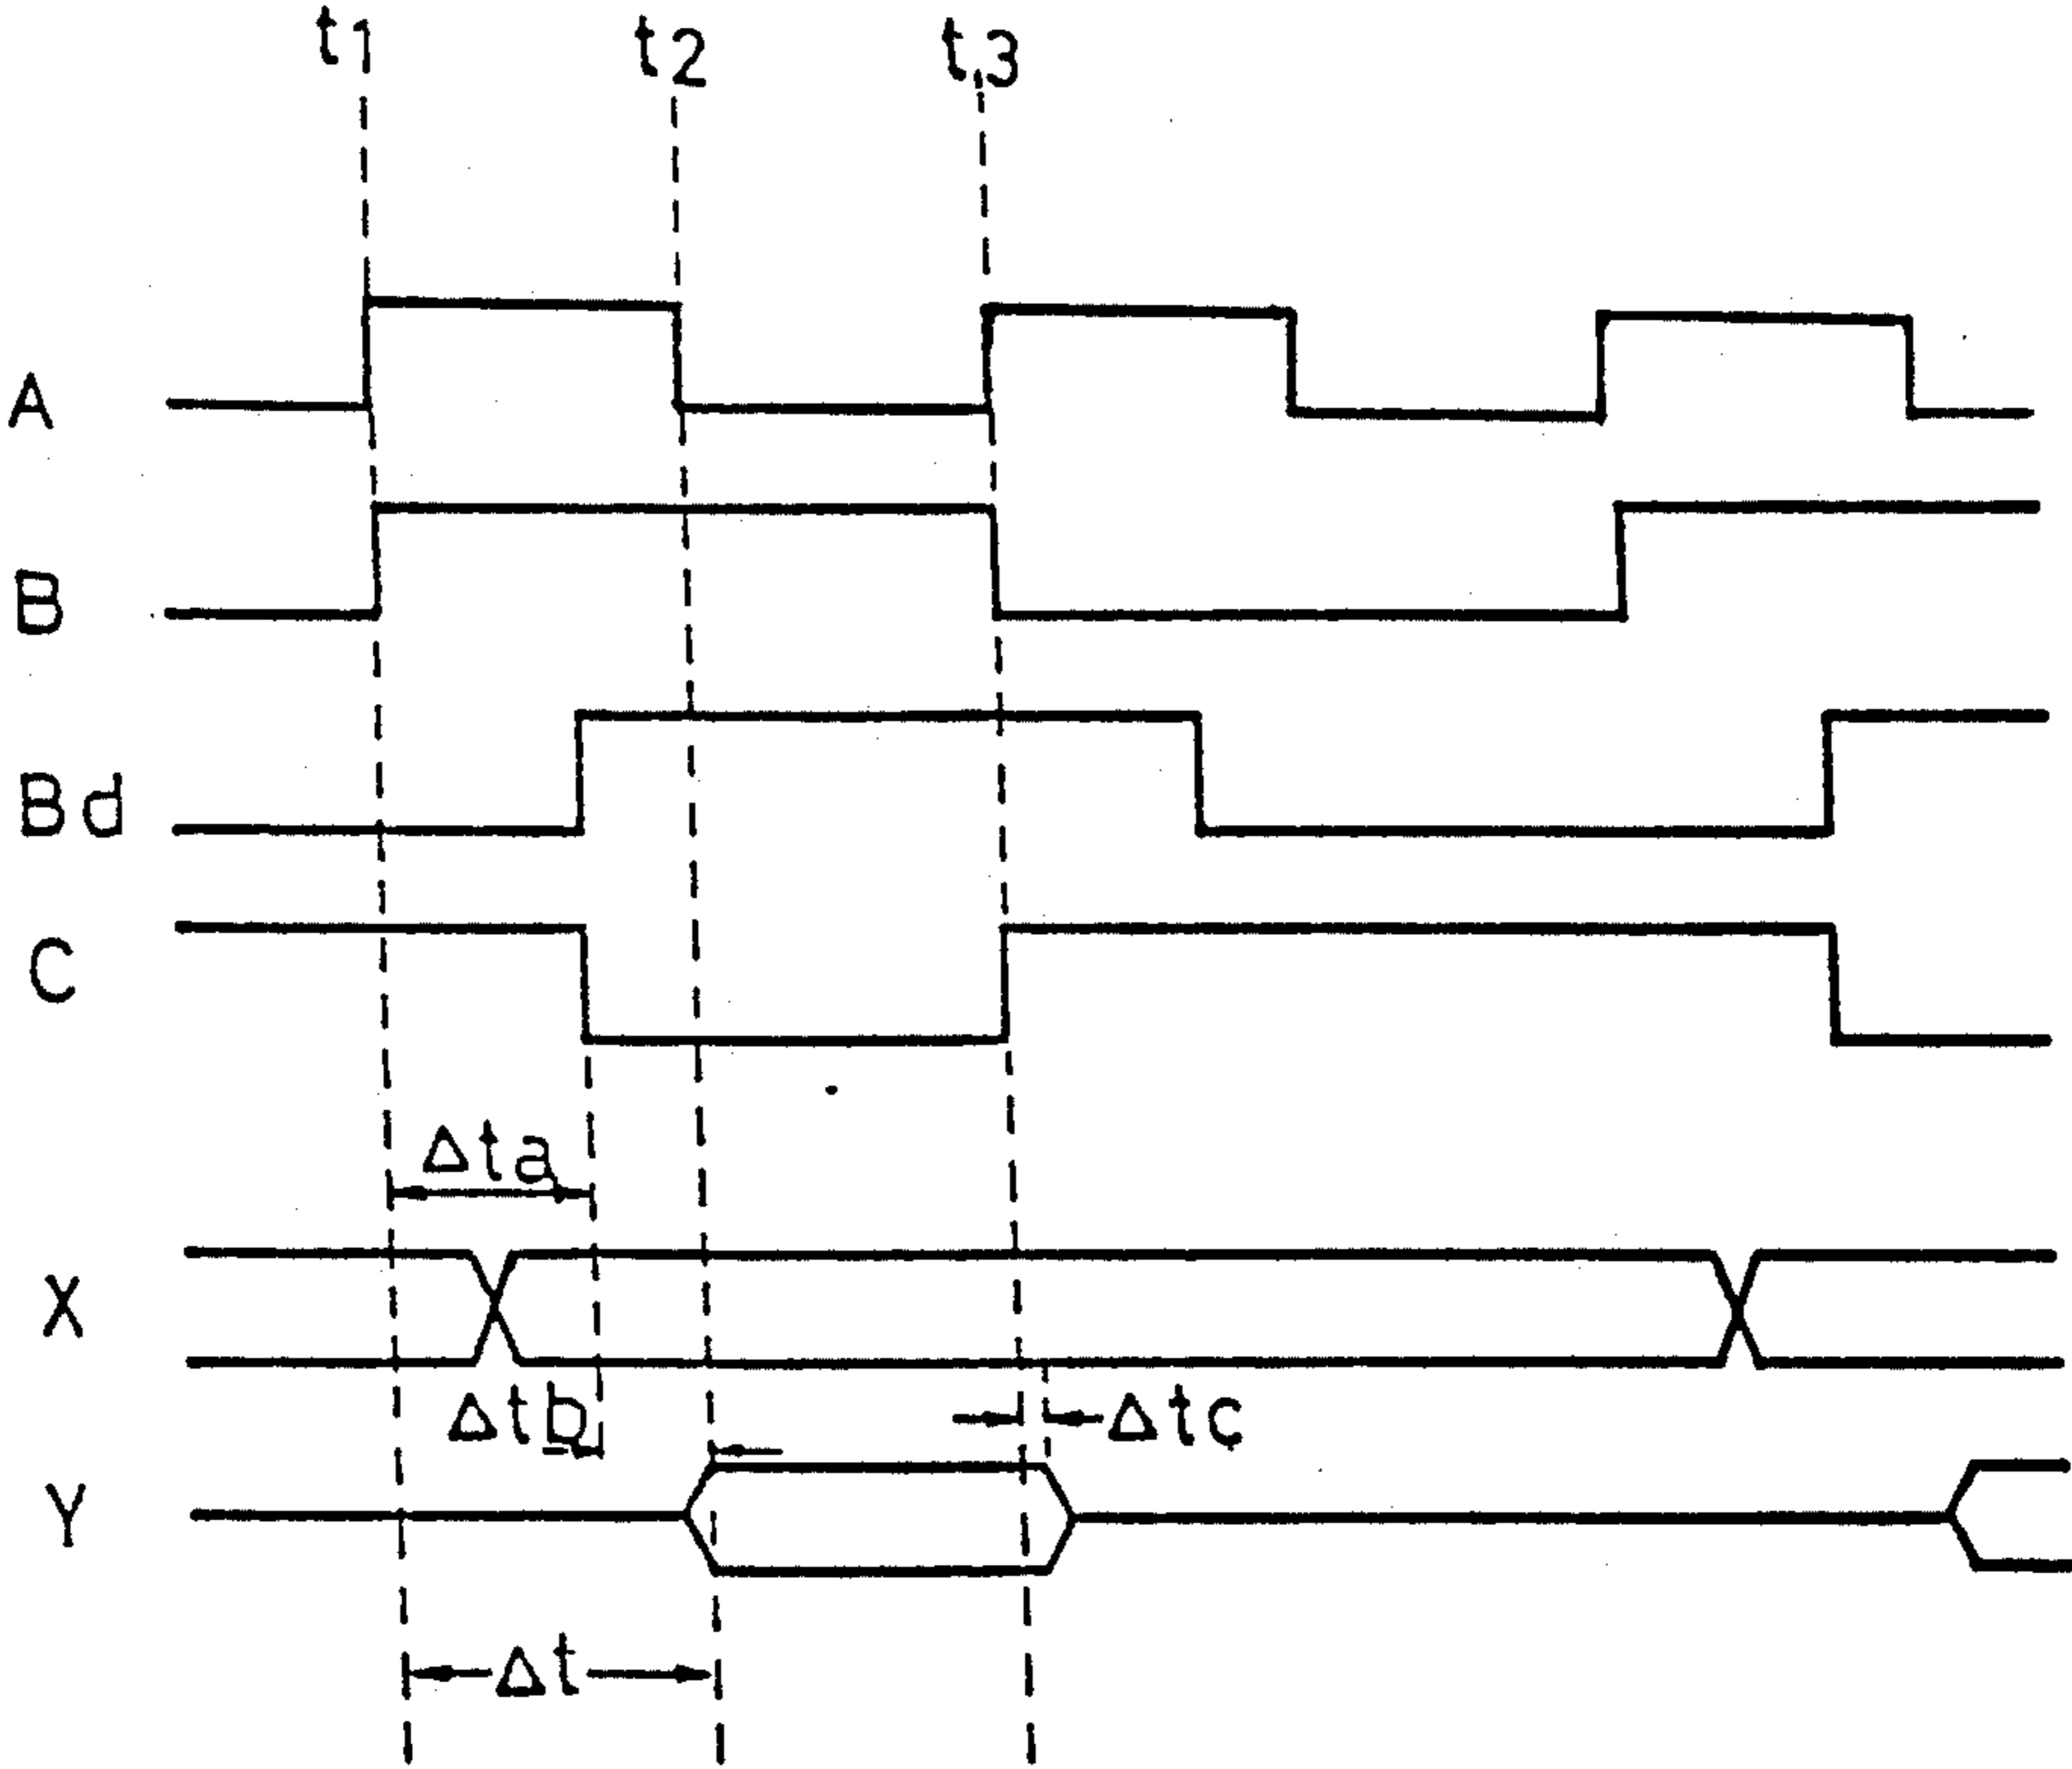 t1 t2 t3
A
B
Bd
C
Δta
X
Δtb Δtc
Y
Δt